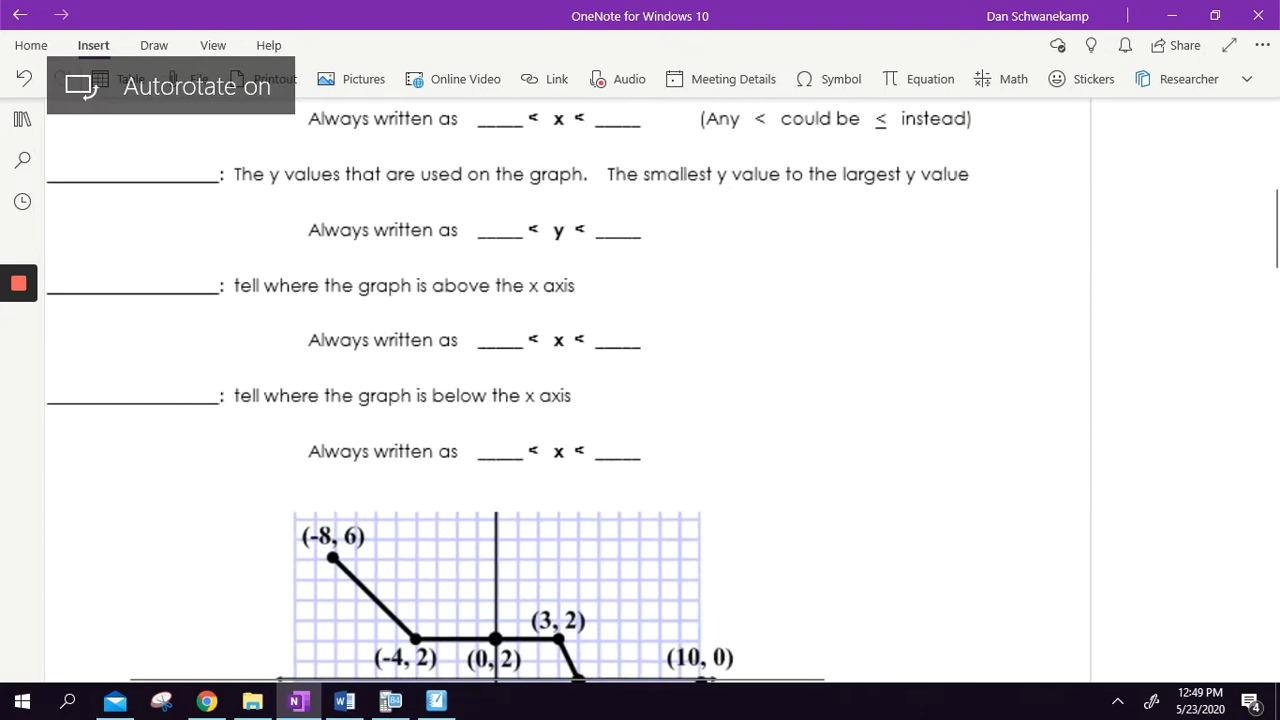 OneNote for Windows 10
Dan Schwanekamp
Home Insert Draw View Help Share
Autorotate on
Table File Printout Pictures Online Video Link Audio Meeting Details Symbol Equation Math Stickers Researcher
Always written as _____ < x < _____ (Any < could be ≤ instead)
_________________: The y values that are used on the graph. The smallest y value to the largest y value
Always written as _____ < y < _____
_________________: tell where the graph is above the x axis
Always written as _____ < x < _____
_________________: tell where the graph is below the x axis
Always written as _____ < x < _____
(-8, 6)
(3, 2)
(-4, 2) (0, 2) (10, 0)
12:49 PM
5/23/2020
4